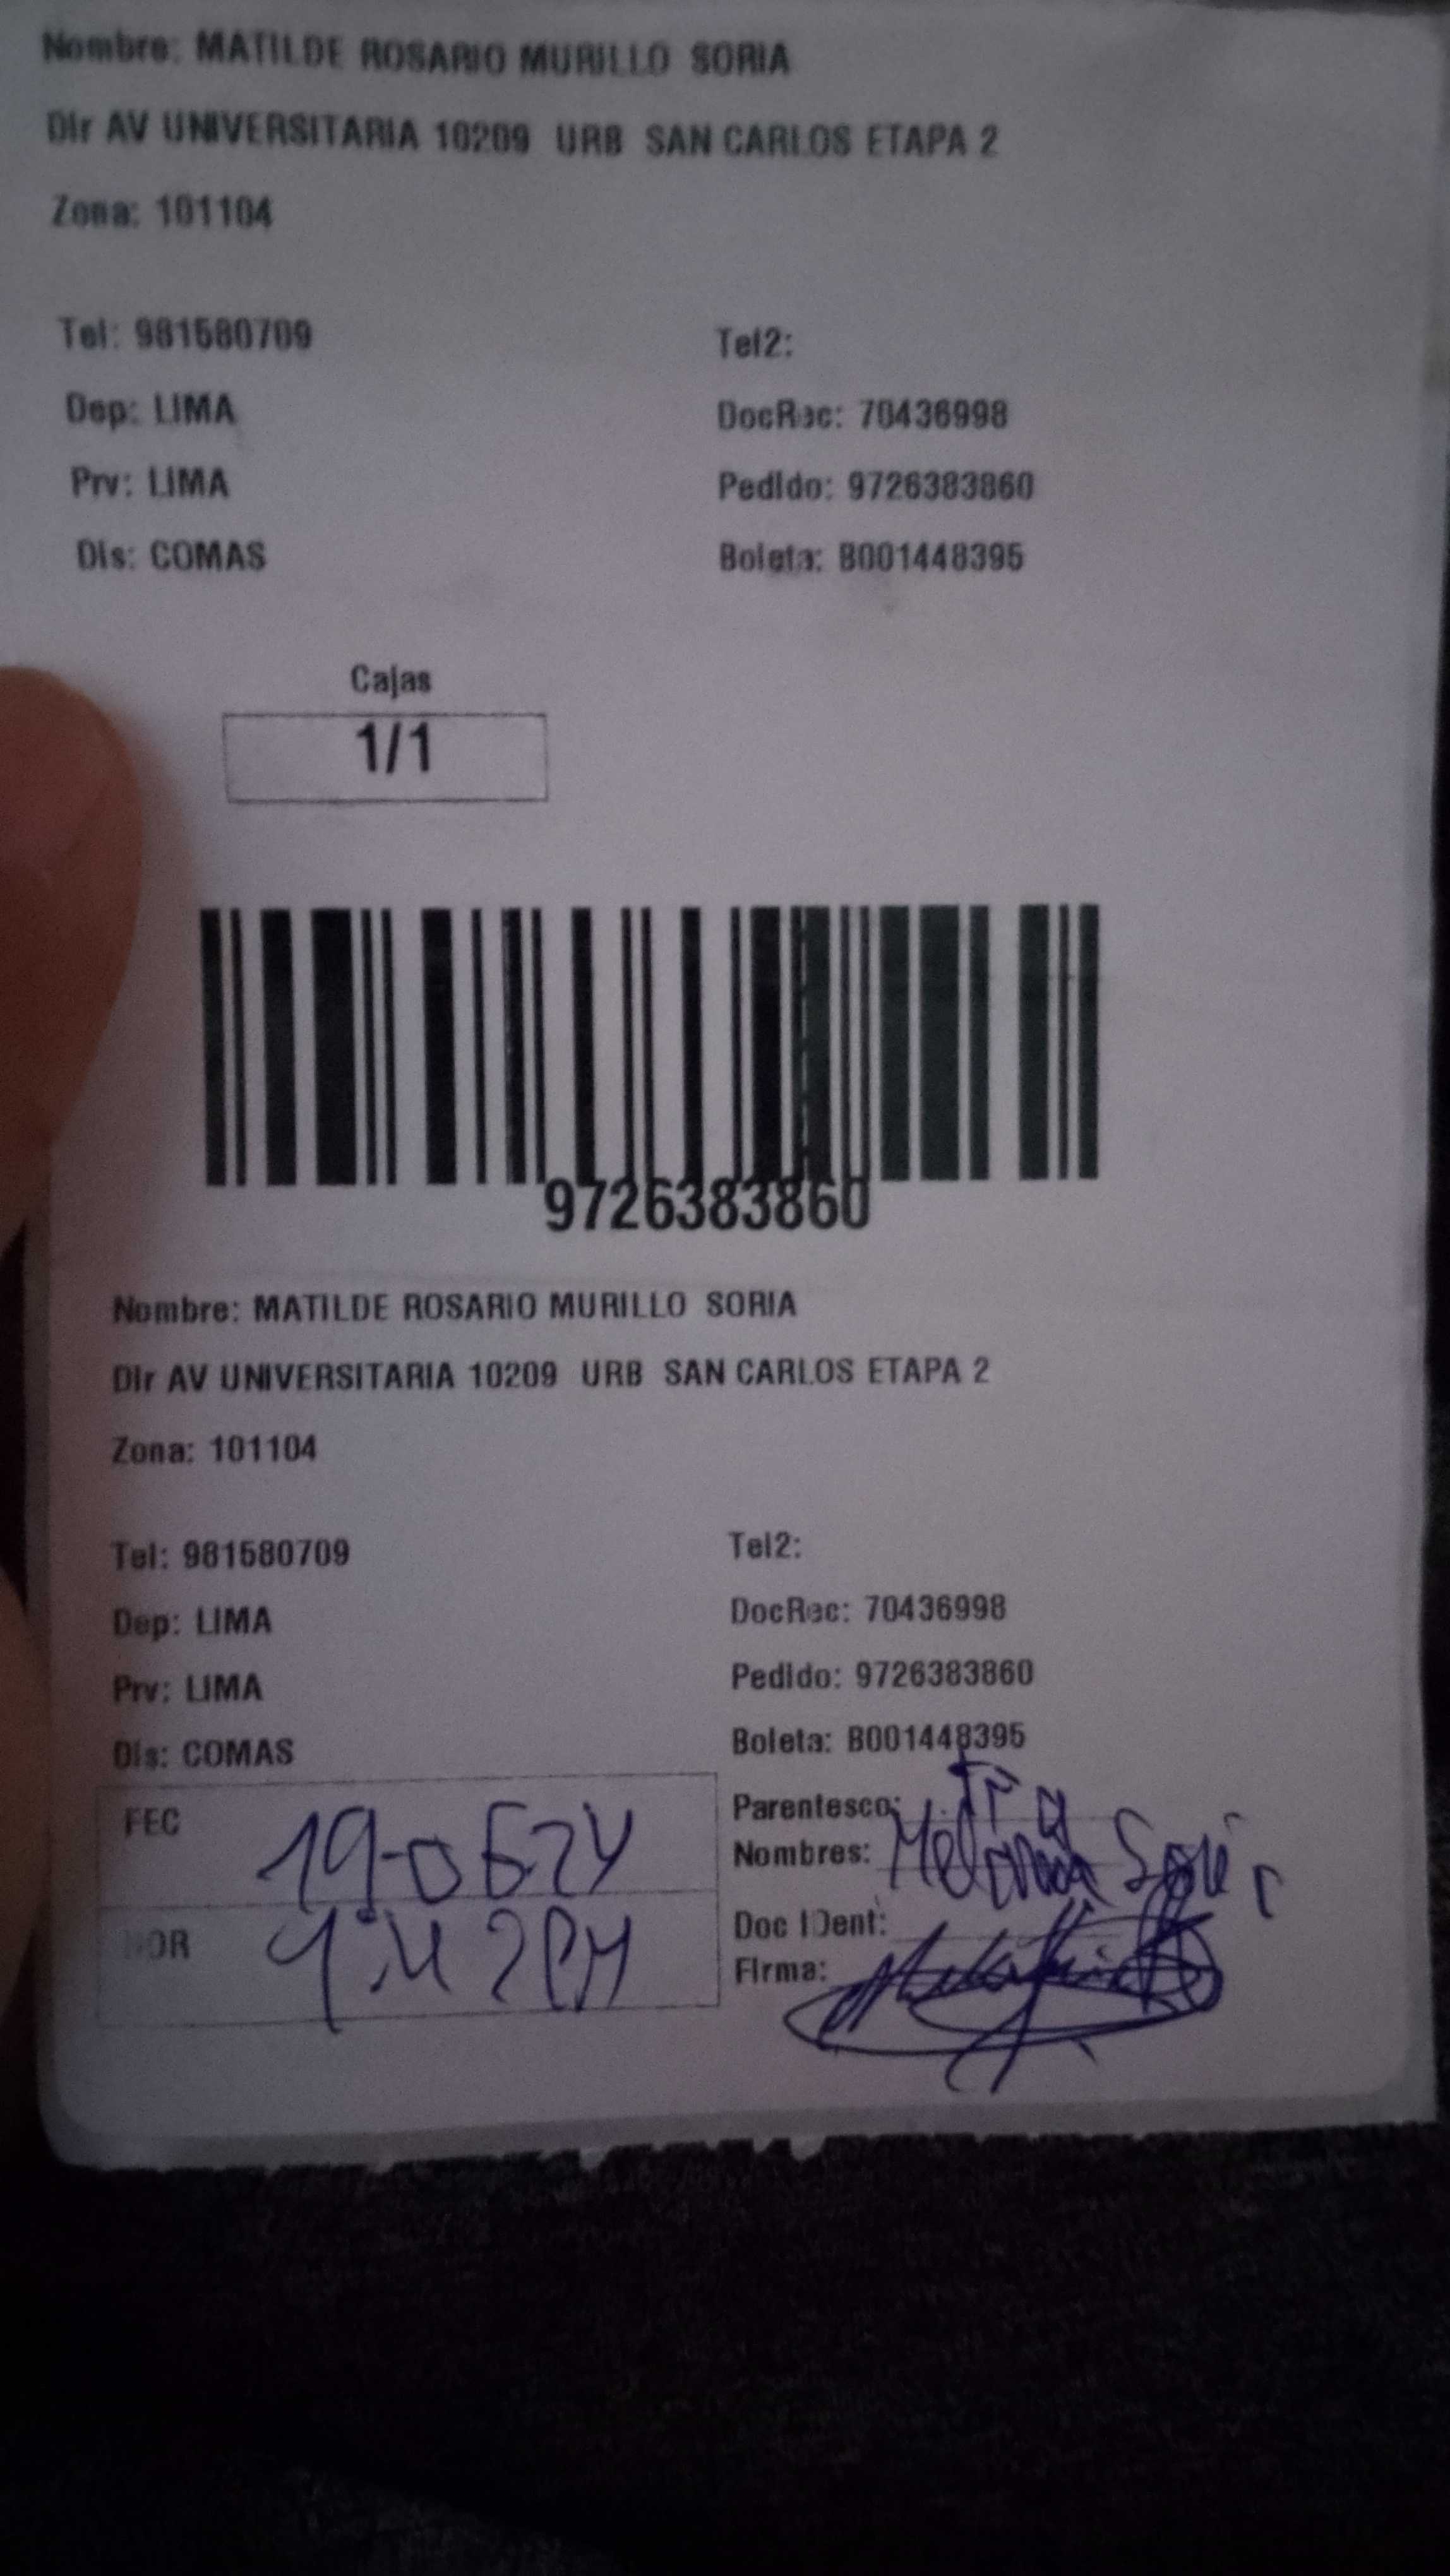 Nombre: MATILDE ROSARIO MURILLO SORIA
Dir AV UNIVERSITARIA 10209 URB SAN CARLOS ETAPA 2
Zona: 101104
Tel: 981580709 Tel2:
Dep: LIMA DocRec: 70436998
Prv: LIMA Pedido: 9726383860
Dis: COMAS Boleta: B001448395
Cajas
1/1
9726383860
Nombre: MATILDE ROSARIO MURILLO SORIA
Dir AV UNIVERSITARIA 10209 URB SAN CARLOS ETAPA 2
Zona: 101104
Tel: 981580709 Tel2:
Dep: LIMA DocRec: 70436998
Prv: LIMA Pedido: 9726383860
Dis: COMAS Boleta: B001448395
FEC 19-06-24 Parentesco: Tía
Nombres:
HOR Doc IDent:
Firma: